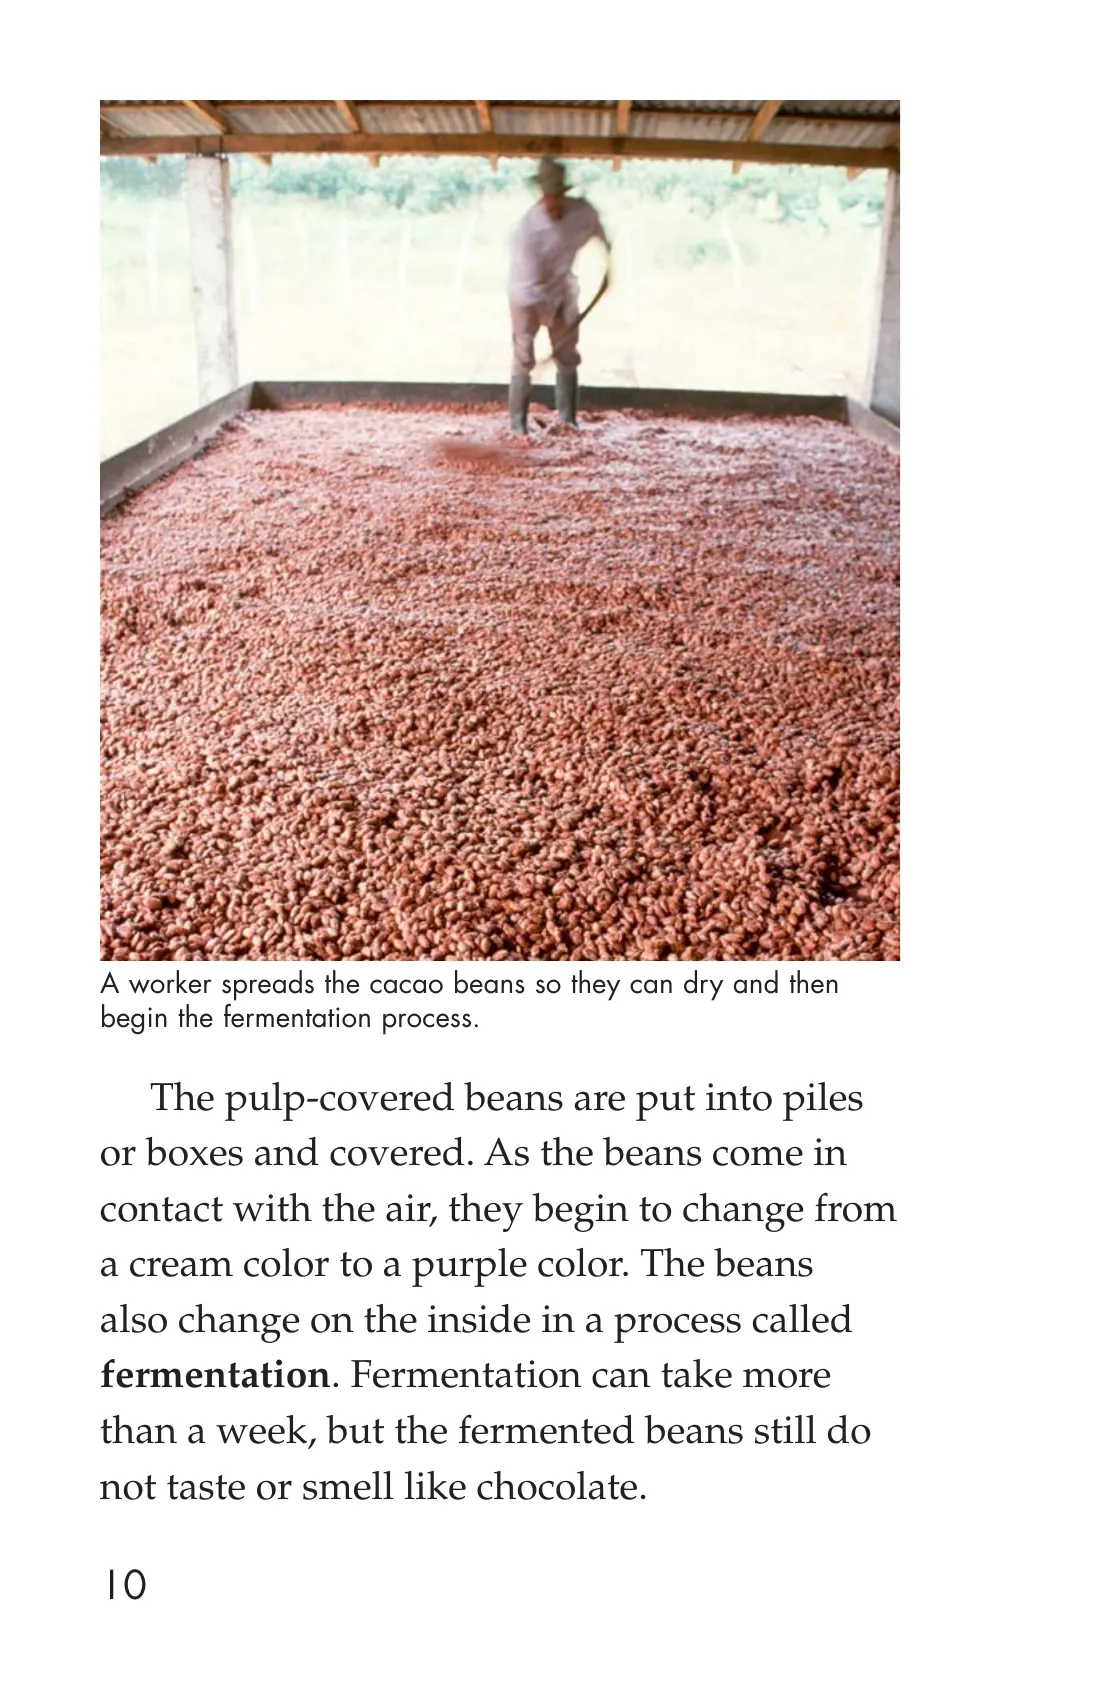 A worker spreads the cacao beans so they can dry and then
begin the fermentation process.
The pulp-covered beans are put into piles
or boxes and covered. As the beans come in
contact with the air, they begin to change from
a cream color to a purple color. The beans
also change on the inside in a process called
fermentation. Fermentation can take more
than a week, but the fermented beans still do
not taste or smell like chocolate.
10